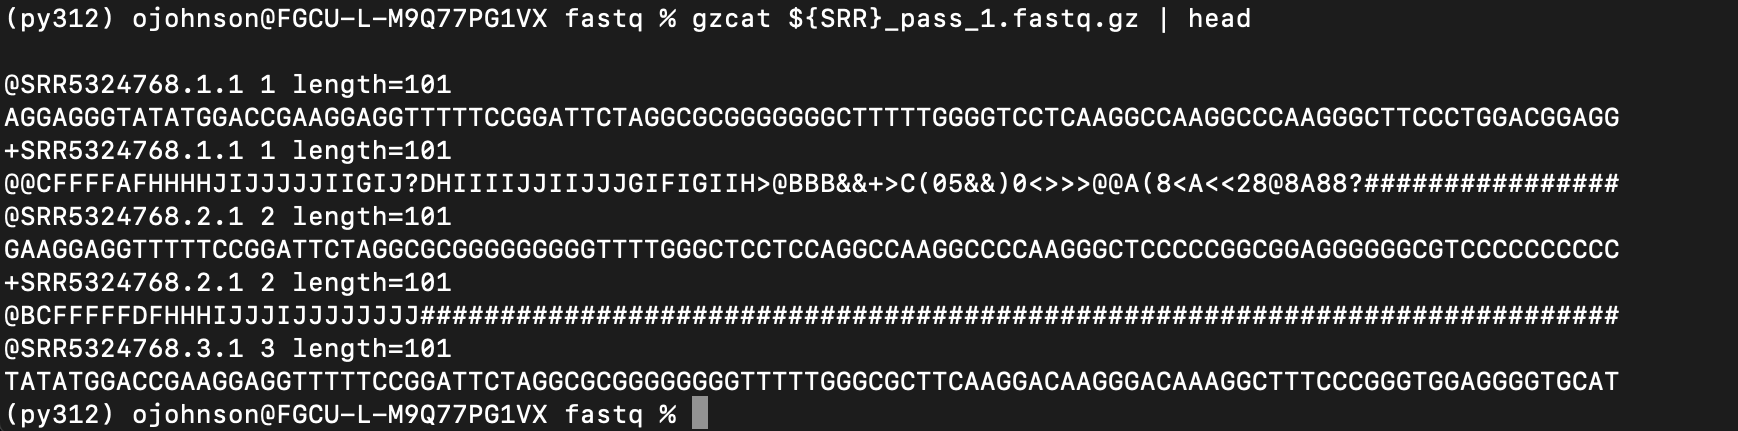 (py312) ojohnson@FGCU-L-M9Q77PG1VX fastq % gzcat ${SRR}_pass_1.fastq.gz | head
@SRR5324768.1.1 1 length=101
AGGAGGGTATATGGACCGAAGGAGGTTTTTCCGGATTCTAGGCGCGGGGGGGCTTTTTGGGGTCCTCAAGGCCAAGGCCCAAGGGCTTCCCTGGACGGAGG
+SRR5324768.1.1 1 length=101
@@CFFFFAFHHHHJIJJJJJIIGIJ?DHIIIIJJIIJJJGIFIGIIH>@BBB&&+>C(05&&)0<>>>@@A(8<A<<28@8A88?################
@SRR5324768.2.1 2 length=101
GAAGGAGGTTTTTCCGGATTCTAGGCGCGGGGGGGGGTTTTGGGCTCCTCCAGGCCAAGGCCCCAAGGGCTCCCCCGGCGGAGGGGGGCGTCCCCCCCCCC
+SRR5324768.2.1 2 length=101
@BCFFFFFDFHHHIJJJIJJJJJJJJ###########################################################################
@SRR5324768.3.1 3 length=101
TATATGGACCGAAGGAGGTTTTTCCGGATTCTAGGCGCGGGGGGGGTTTTTGGGCGCTTCAAGGACAAGGGACAAAGGCTTTCCCGGGTGGAGGGGTGCAT
(py312) ojohnson@FGCU-L-M9Q77PG1VX fastq %